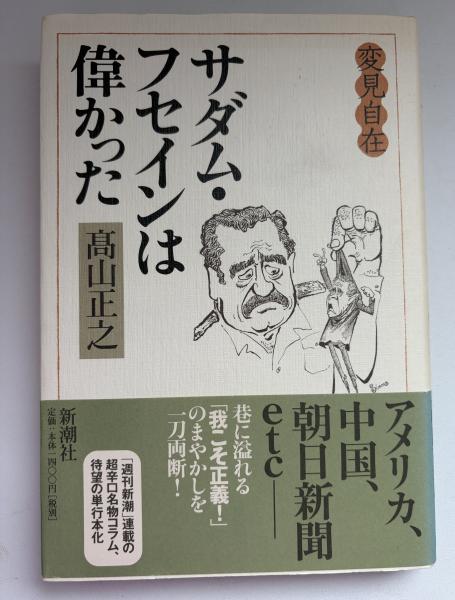 変見自在
サダム・
フセインは
偉かった
髙山正之
アメリカ、
中国、
朝日新聞
etc——
巷に溢れる
「我こそ正義！」
のまやかしを
一刀両断！
「週刊新潮」連載の
超辛口名物コラム、
待望の単行本化
新潮社
定価：本体一四〇〇円［税別］